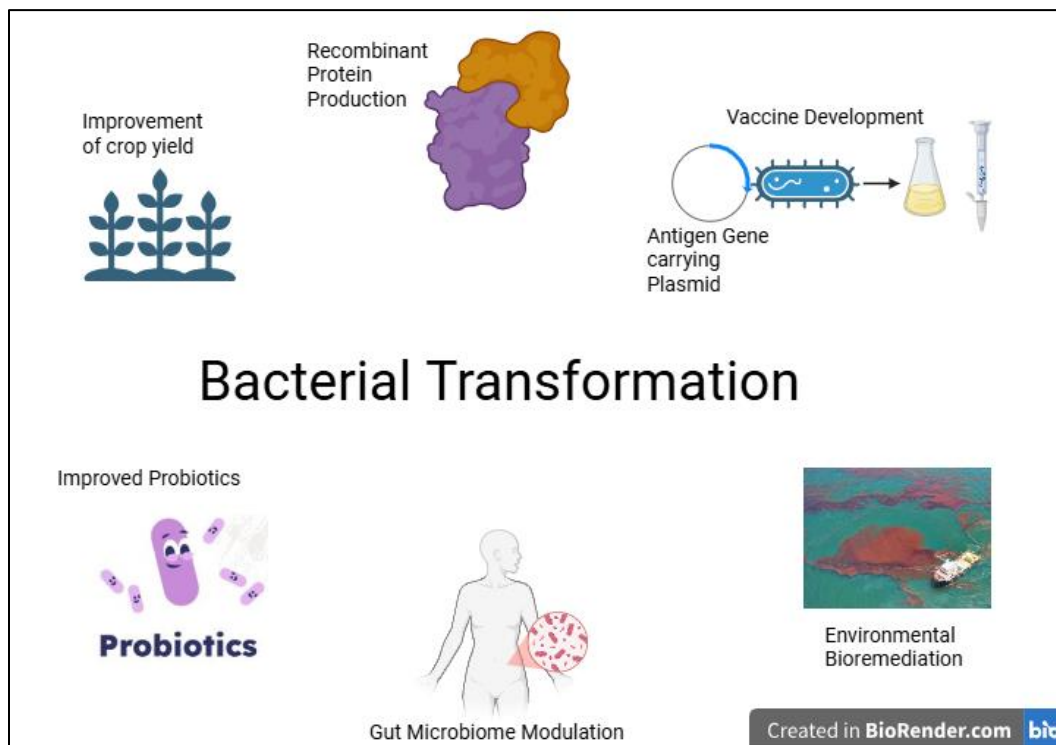 Recombinant
Protein
Production
Improvement
of crop yield
Vaccine Development
Antigen Gene
carrying
Plasmid
Bacterial Transformation
Improved Probiotics
Probiotics
Environmental
Bioremediation
Gut Microbiome Modulation
Created in BioRender.com